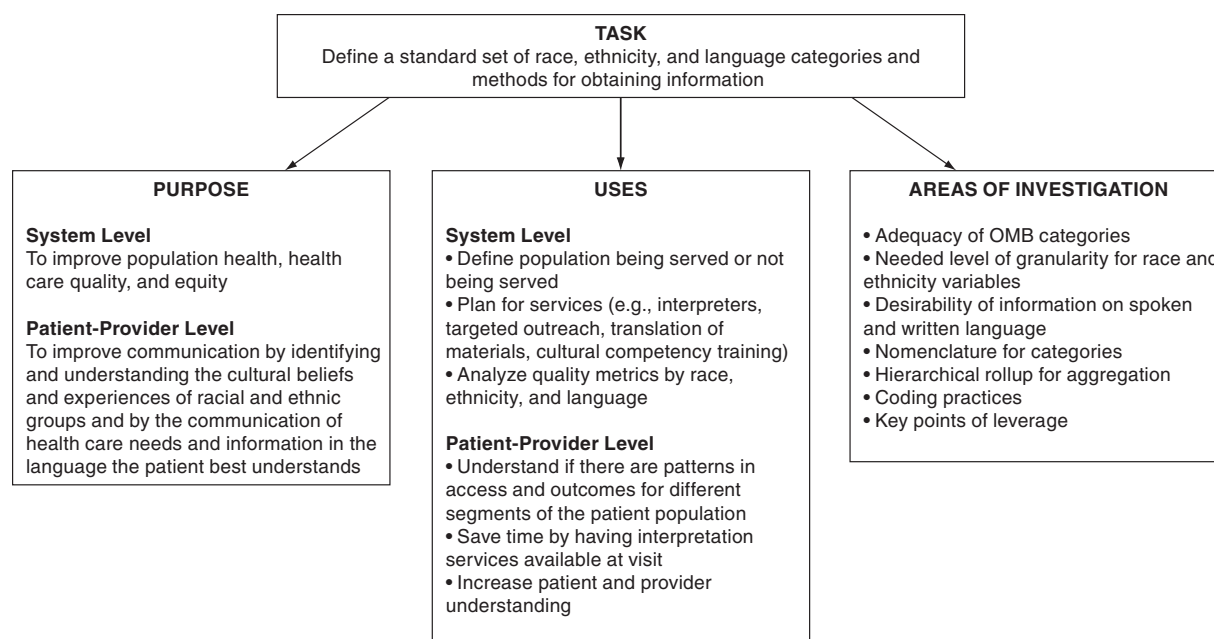 TASK
Define a standard set of race, ethnicity, and language categories and
methods for obtaining information
PURPOSE
System Level
To improve population health, health
care quality, and equity
Patient-Provider Level
To improve communication by identifying
and understanding the cultural beliefs
and experiences of racial and ethnic
groups and by the communication of
health care needs and information in the
language the patient best understands
USES
System Level
• Define population being served or not
being served
• Plan for services (e.g., interpreters,
targeted outreach, translation of
materials, cultural competency training)
• Analyze quality metrics by race,
ethnicity, and language
Patient-Provider Level
• Understand if there are patterns in
access and outcomes for different
segments of the patient population
• Save time by having interpretation
services available at visit
• Increase patient and provider
understanding
AREAS OF INVESTIGATION
• Adequacy of OMB categories
• Needed level of granularity for race and
ethnicity variables
• Desirability of information on spoken
and written language
• Nomenclature for categories
• Hierarchical rollup for aggregation
• Coding practices
• Key points of leverage